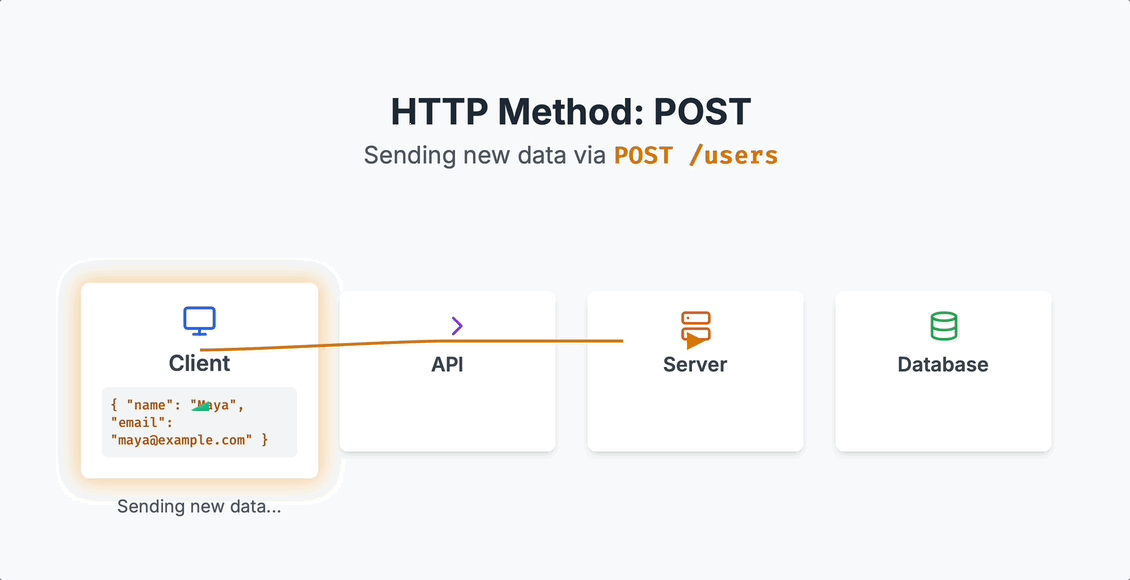 HTTP Method: POST
Sending new data via POST /users
Client
API
Server
Database
{ "name": "Maya",
"email":
"maya@example.com" }
Sending new data...